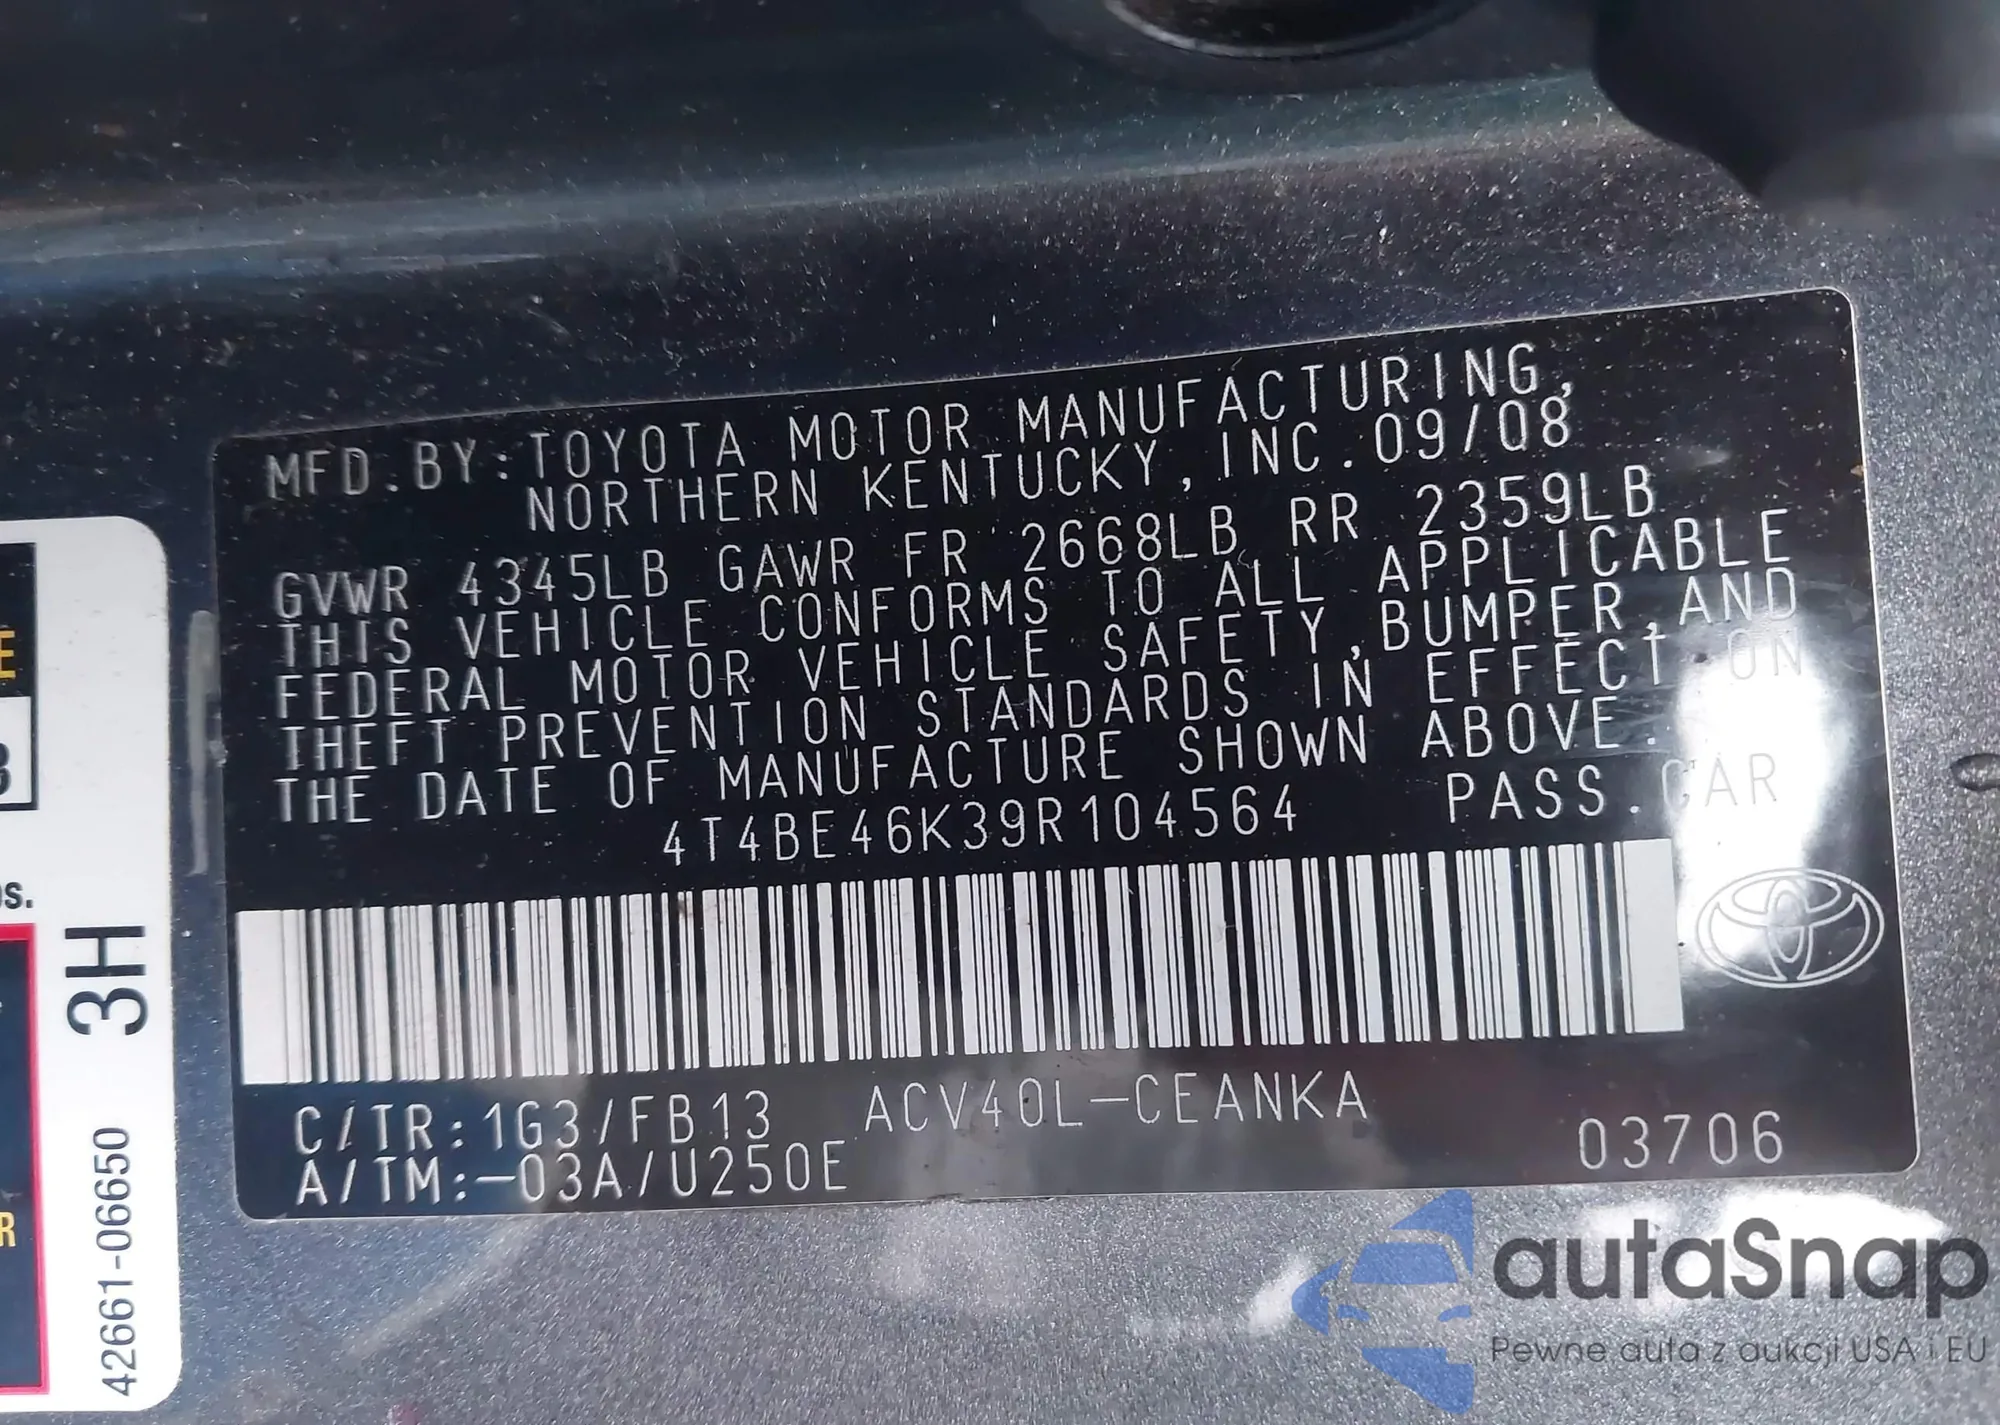 MFD.BY:TOYOTA MOTOR MANUFACTURING,
NORTHERN KENTUCKY,INC.09/08
GVWR 4345LB GAWR FR 2668LB RR 2359LB
THIS VEHICLE CONFORMS TO ALL APPLICABLE
FEDERAL MOTOR VEHICLE SAFETY,BUMPER,AND
THEFT PREVENTION STANDARDS IN EFFECT ON
THE DATE OF MANUFACTURE SHOWN ABOVE.
4T4BE46K39R104564 PASS.CAR
C/TR:1G3/FB13 ACV40L-CEANKA
A/TM:-03A/U250E 03706
3H
42661-06650
autaSnap
Pewne auta z aukcji USA i EU